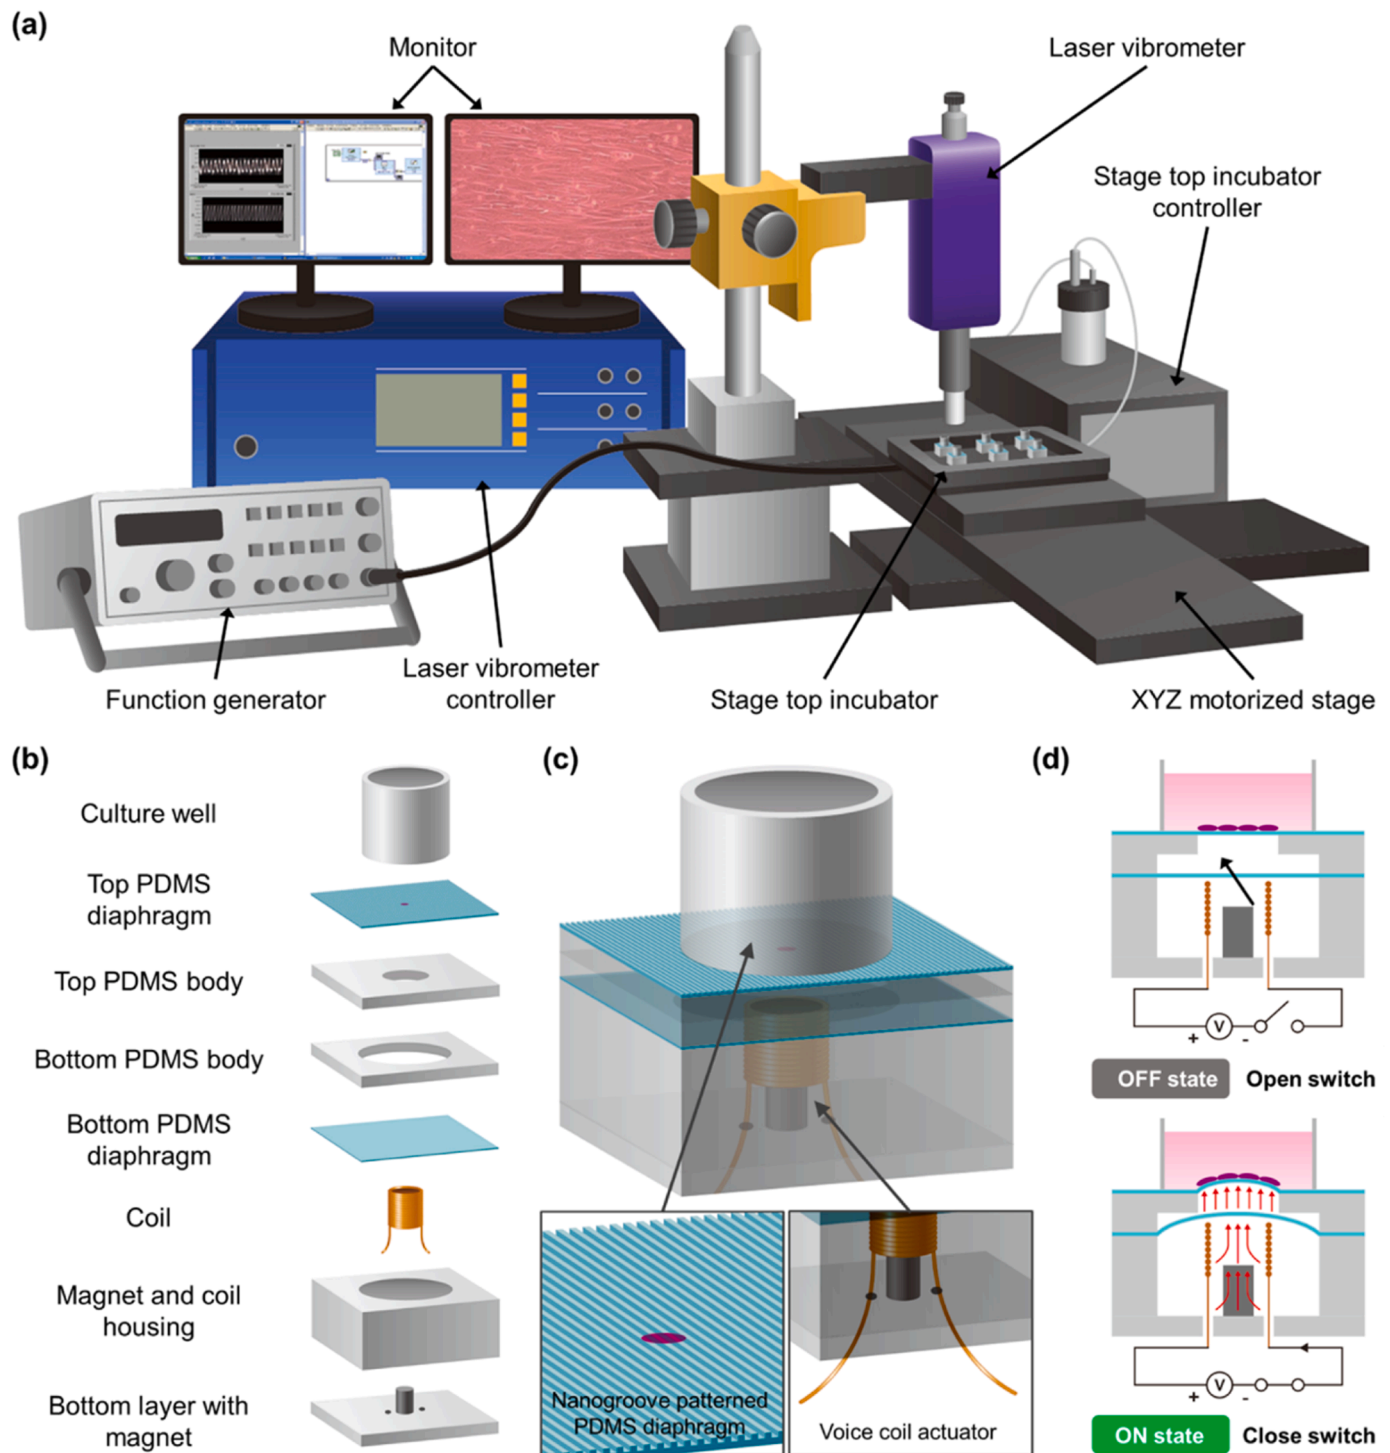 (a)
Monitor
Laser vibrometer
Stage top incubator
controller
Laser vibrometer
controller
Function generator
Stage top incubator
XYZ motorized stage
(b)
Culture well
Top PDMS
diaphragm
Top PDMS body
Bottom PDMS body
Bottom PDMS
diaphragm
Coil
Magnet and coil
housing
Bottom layer with
magnet
(c)
Nanogroove patterned
PDMS diaphragm
Voice coil actuator
(d)
+ V -
OFF state Open switch
+ V -
ON state Close switch